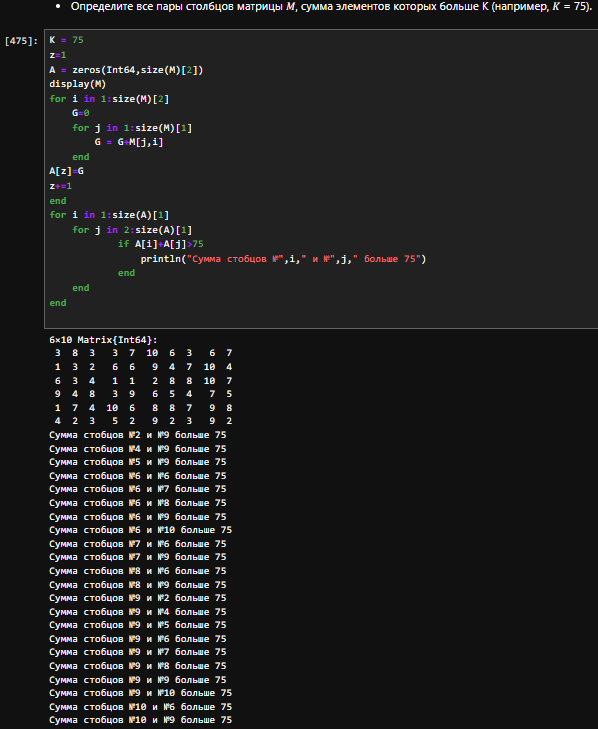 • Определите все пары столбцов матрицы M, сумма элементов которых больше K (например, K = 75).
[475]:
K = 75
z=1
A = zeros(Int64,size(M)[2])
display(M)
for i in 1:size(M)[2]
    G=0
    for j in 1:size(M)[1]
        G = G+M[j,i]
    end
A[z]=G
z+=1
end
for i in 1:size(A)[1]
    for j in 2:size(A)[1]
            if A[i]+A[j]>75
                println("Сумма стобцов №",i," и №",j," больше 75")
            end
    end
end
6×10 Matrix{Int64}:
 3  8  3   3  7  10  6  3   6  7
 1  3  2   6  6   9  4  7  10  4
 6  3  4   1  1   2  8  8  10  7
 9  4  8   3  9   6  5  4   7  5
 1  7  4  10  6   8  8  7   9  8
 4  2  3   5  2   9  2  3   9  2
Сумма стобцов №2 и №9 больше 75
Сумма стобцов №4 и №9 больше 75
Сумма стобцов №5 и №9 больше 75
Сумма стобцов №6 и №6 больше 75
Сумма стобцов №6 и №7 больше 75
Сумма стобцов №6 и №8 больше 75
Сумма стобцов №6 и №9 больше 75
Сумма стобцов №6 и №10 больше 75
Сумма стобцов №7 и №6 больше 75
Сумма стобцов №7 и №9 больше 75
Сумма стобцов №8 и №6 больше 75
Сумма стобцов №8 и №9 больше 75
Сумма стобцов №9 и №2 больше 75
Сумма стобцов №9 и №4 больше 75
Сумма стобцов №9 и №5 больше 75
Сумма стобцов №9 и №6 больше 75
Сумма стобцов №9 и №7 больше 75
Сумма стобцов №9 и №8 больше 75
Сумма стобцов №9 и №9 больше 75
Сумма стобцов №9 и №10 больше 75
Сумма стобцов №10 и №6 больше 75
Сумма стобцов №10 и №9 больше 75